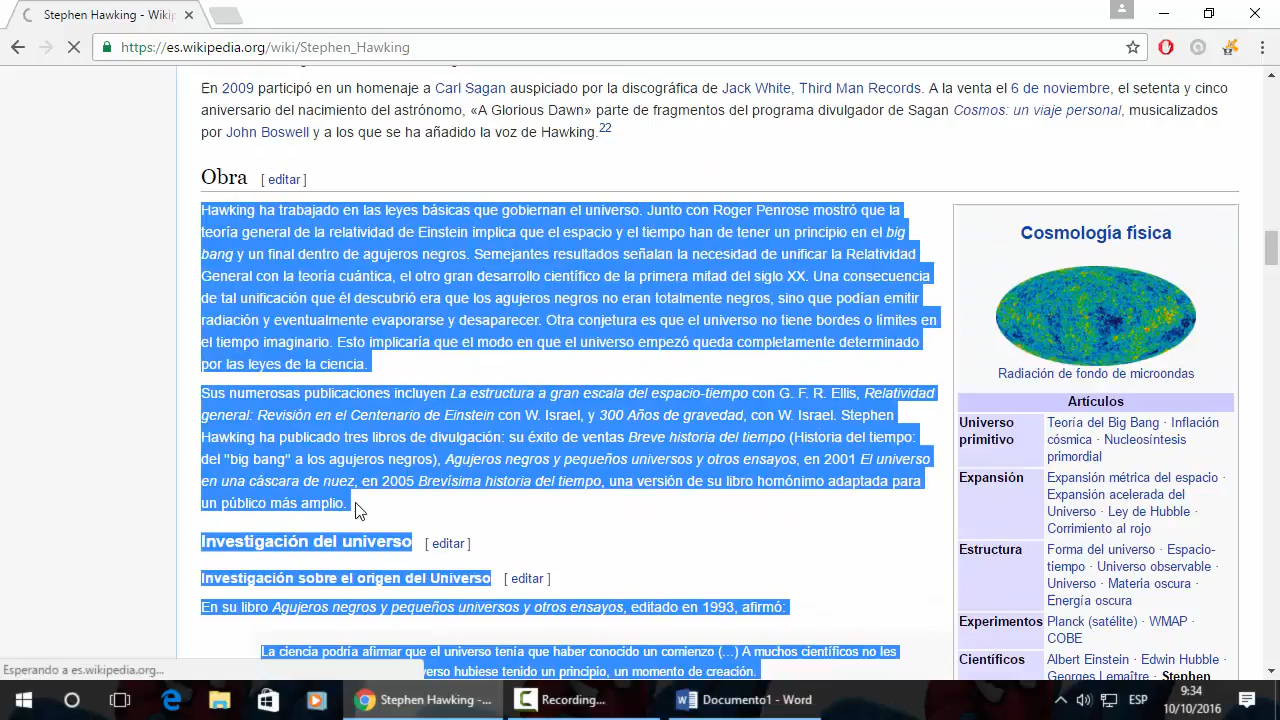 Stephen Hawking - Wikip
https://es.wikipedia.org/wiki/Stephen_Hawking
En 2009 participó en un homenaje a Carl Sagan auspiciado por la discográfica de Jack White, Third Man Records. A la venta el 6 de noviembre, el setenta y cinco
aniversario del nacimiento del astrónomo, «A Glorious Dawn» parte de fragmentos del programa divulgador de Sagan Cosmos: un viaje personal, musicalizados
por John Boswell y a los que se ha añadido la voz de Hawking.22
Obra [ editar ]
Hawking ha trabajado en las leyes básicas que gobiernan el universo. Junto con Roger Penrose mostró que la
teoría general de la relatividad de Einstein implica que el espacio y el tiempo han de tener un principio en el big
bang y un final dentro de agujeros negros. Semejantes resultados señalan la necesidad de unificar la Relatividad
General con la teoría cuántica, el otro gran desarrollo científico de la primera mitad del siglo XX. Una consecuencia
de tal unificación que él descubrió era que los agujeros negros no eran totalmente negros, sino que podían emitir
radiación y eventualmente evaporarse y desaparecer. Otra conjetura es que el universo no tiene bordes o límites en
el tiempo imaginario. Esto implicaría que el modo en que el universo empezó queda completamente determinado
por las leyes de la ciencia.
Sus numerosas publicaciones incluyen La estructura a gran escala del espacio-tiempo con G. F. R. Ellis, Relatividad
general: Revisión en el Centenario de Einstein con W. Israel, y 300 Años de gravedad, con W. Israel. Stephen
Hawking ha publicado tres libros de divulgación: su éxito de ventas Breve historia del tiempo (Historia del tiempo:
del "big bang" a los agujeros negros), Agujeros negros y pequeños universos y otros ensayos, en 2001 El universo
en una cáscara de nuez, en 2005 Brevísima historia del tiempo, una versión de su libro homónimo adaptada para
un público más amplio.
Investigación del universo [ editar ]
Investigación sobre el origen del Universo [ editar ]
En su libro Agujeros negros y pequeños universos y otros ensayos, editado en 1993, afirmó:
La ciencia podría afirmar que el universo tenía que haber conocido un comienzo (...) A muchos científicos no les
verso hubiese tenido un principio, un momento de creación.
Cosmología física
Radiación de fondo de microondas
Artículos
Universo primitivo
Teoría del Big Bang · Inflación
cósmica · Nucleosíntesis
primordial
Expansión
Expansión métrica del espacio ·
Expansión acelerada del
Universo · Ley de Hubble ·
Corrimiento al rojo
Estructura
Forma del universo · Espacio-
tiempo · Universo observable ·
Universo · Materia oscura ·
Energía oscura
Experimentos
Planck (satélite) · WMAP ·
COBE
Científicos
Albert Einstein · Edwin Hubble ·
Georges Lemaître · Stephen
Esperando a es.wikipedia.org...
Stephen Hawking -...
Recording...
Documento1 - Word
ESP
9:34
10/10/2016